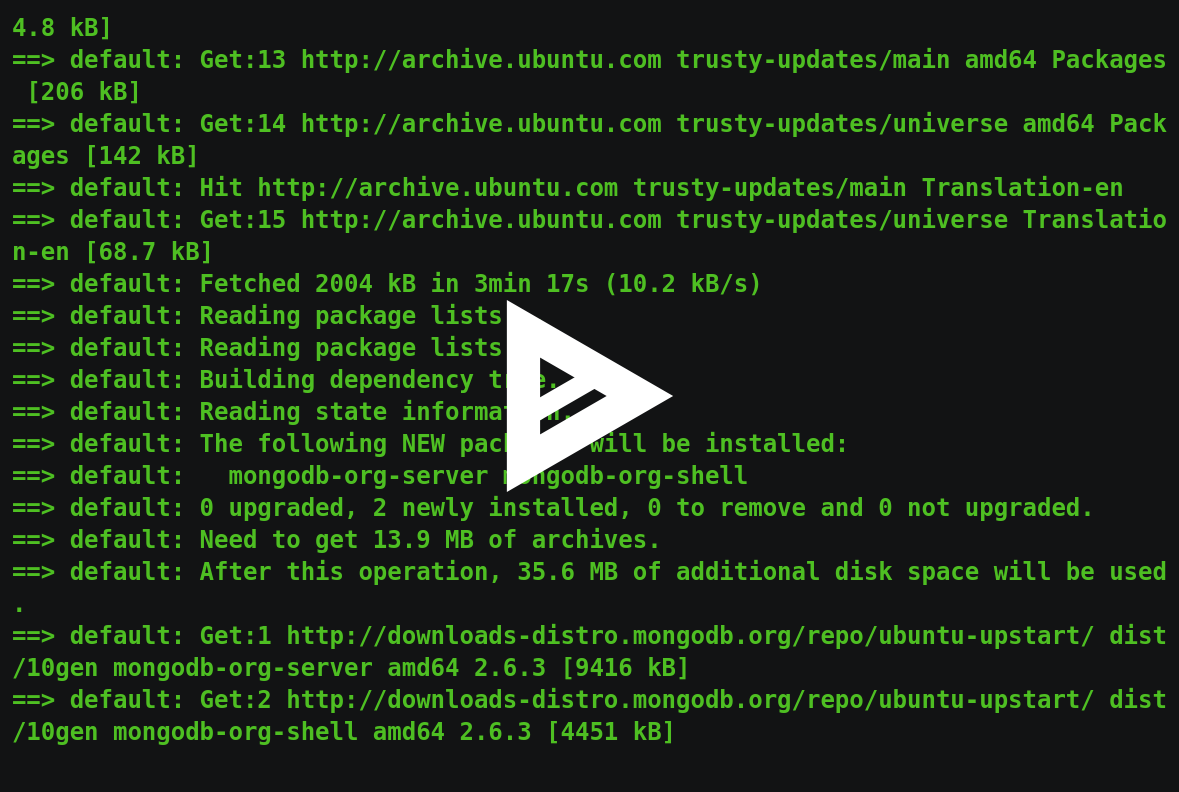 4.8 kB]
==> default: Get:13 http://archive.ubuntu.com trusty-updates/main amd64 Packages
 [206 kB]
==> default: Get:14 http://archive.ubuntu.com trusty-updates/universe amd64 Pack
ages [142 kB]
==> default: Hit http://archive.ubuntu.com trusty-updates/main Translation-en
==> default: Get:15 http://archive.ubuntu.com trusty-updates/universe Translatio
n-en [68.7 kB]
==> default: Fetched 2004 kB in 3min 17s (10.2 kB/s)
==> default: Reading package lists
==> default: Reading package lists
==> default: Building dependency
==> default: Reading state
==> default: The following NEW will be installed:
==> default:   mongodb-org-server mongodb-org-shell
==> default: 0 upgraded, 2 newly installed, 0 to remove and 0 not upgraded.
==> default: Need to get 13.9 MB of archives.
==> default: After this operation, 35.6 MB of additional disk space will be used
.
==> default: Get:1 http://downloads-distro.mongodb.org/repo/ubuntu-upstart/ dist
/10gen mongodb-org-server amd64 2.6.3 [9416 kB]
==> default: Get:2 http://downloads-distro.mongodb.org/repo/ubuntu-upstart/ dist
/10gen mongodb-org-shell amd64 2.6.3 [4451 kB]